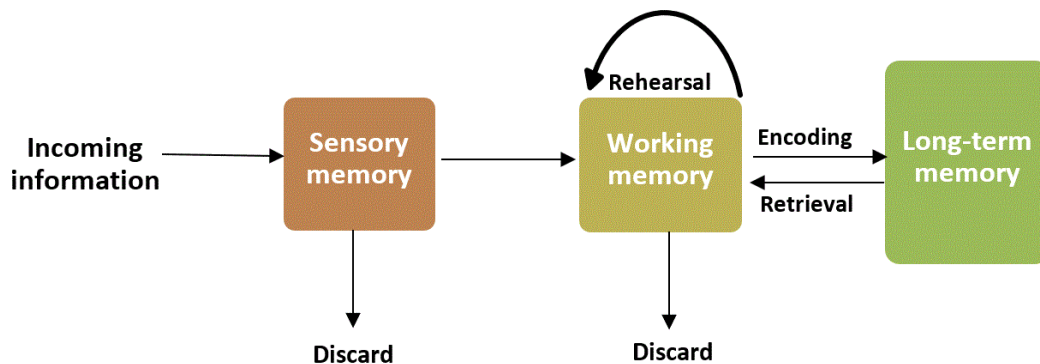 Rehearsal
Incoming
information
Sensory
memory
Working
memory
Encoding
Retrieval
Long-term
memory
Discard
Discard